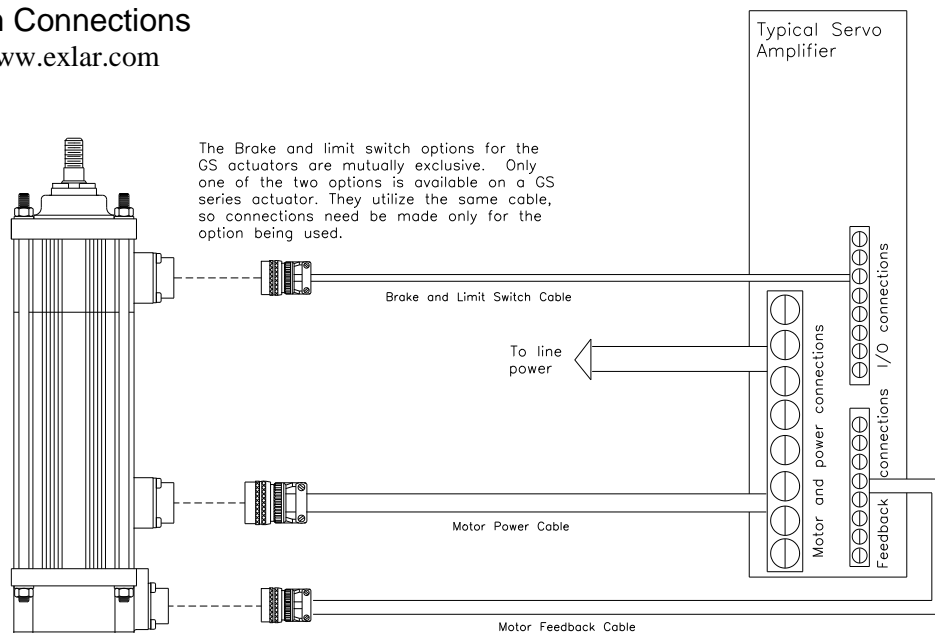 n Connections
ww.exlar.com
Typical Servo
Amplifier
The Brake and limit switch options for the
GS actuators are mutually exclusive. Only
one of the two options is available on a GS
series actuator. They utilize the same cable,
so connections need be made only for the
option being used.
Brake and Limit Switch Cable
I/O connections
To line
power
Motor and power connections
Feedback connections
Motor Power Cable
Motor Feedback Cable